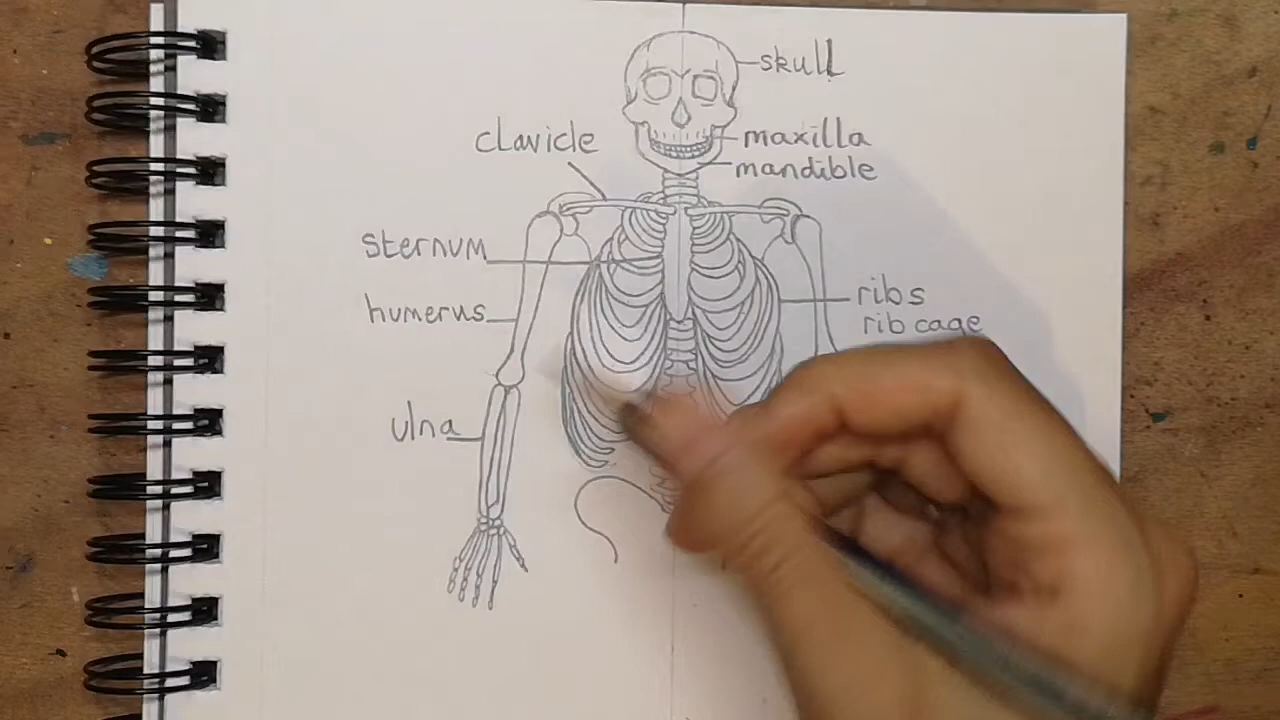 skull
clavicle
maxilla
mandible
sternum
humerus
ribs
rib cage
ulna